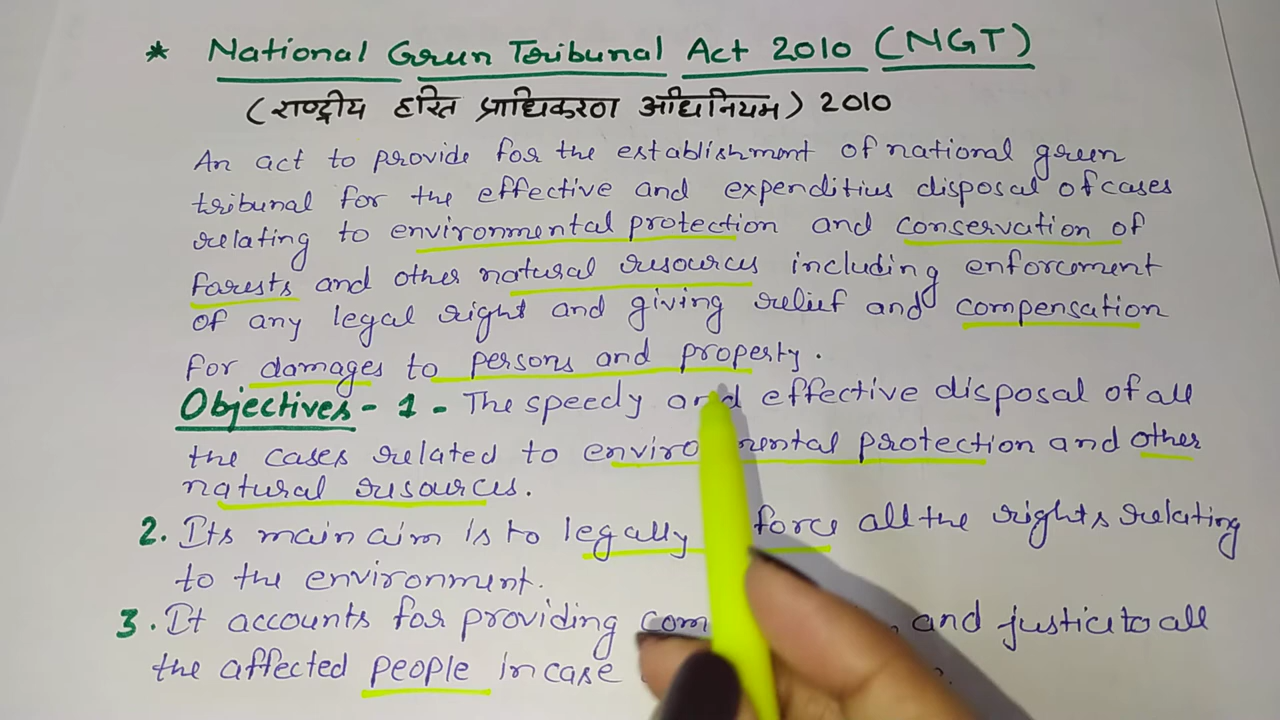 * National Green Tribunal Act 2010 (NGT)
(राष्ट्रीय हरित प्राधिकरण अधिनियम) 2010
An act to provide for the establishment of national green
tribunal for the effective and expenditius disposal of cases
relating to environmental protection and conservation of
farests and other natural resources including enforcement
of any legal right and giving relief and compensation
for damages to persons and property.
Objectives - 1 - The speedy and effective disposal of all
the cases related to environmental protection and other
natural resources.
2. Its main aim is to legally force all the rights relating
to the environment.
3. It accounts for providing and justice to all
the affected people in case